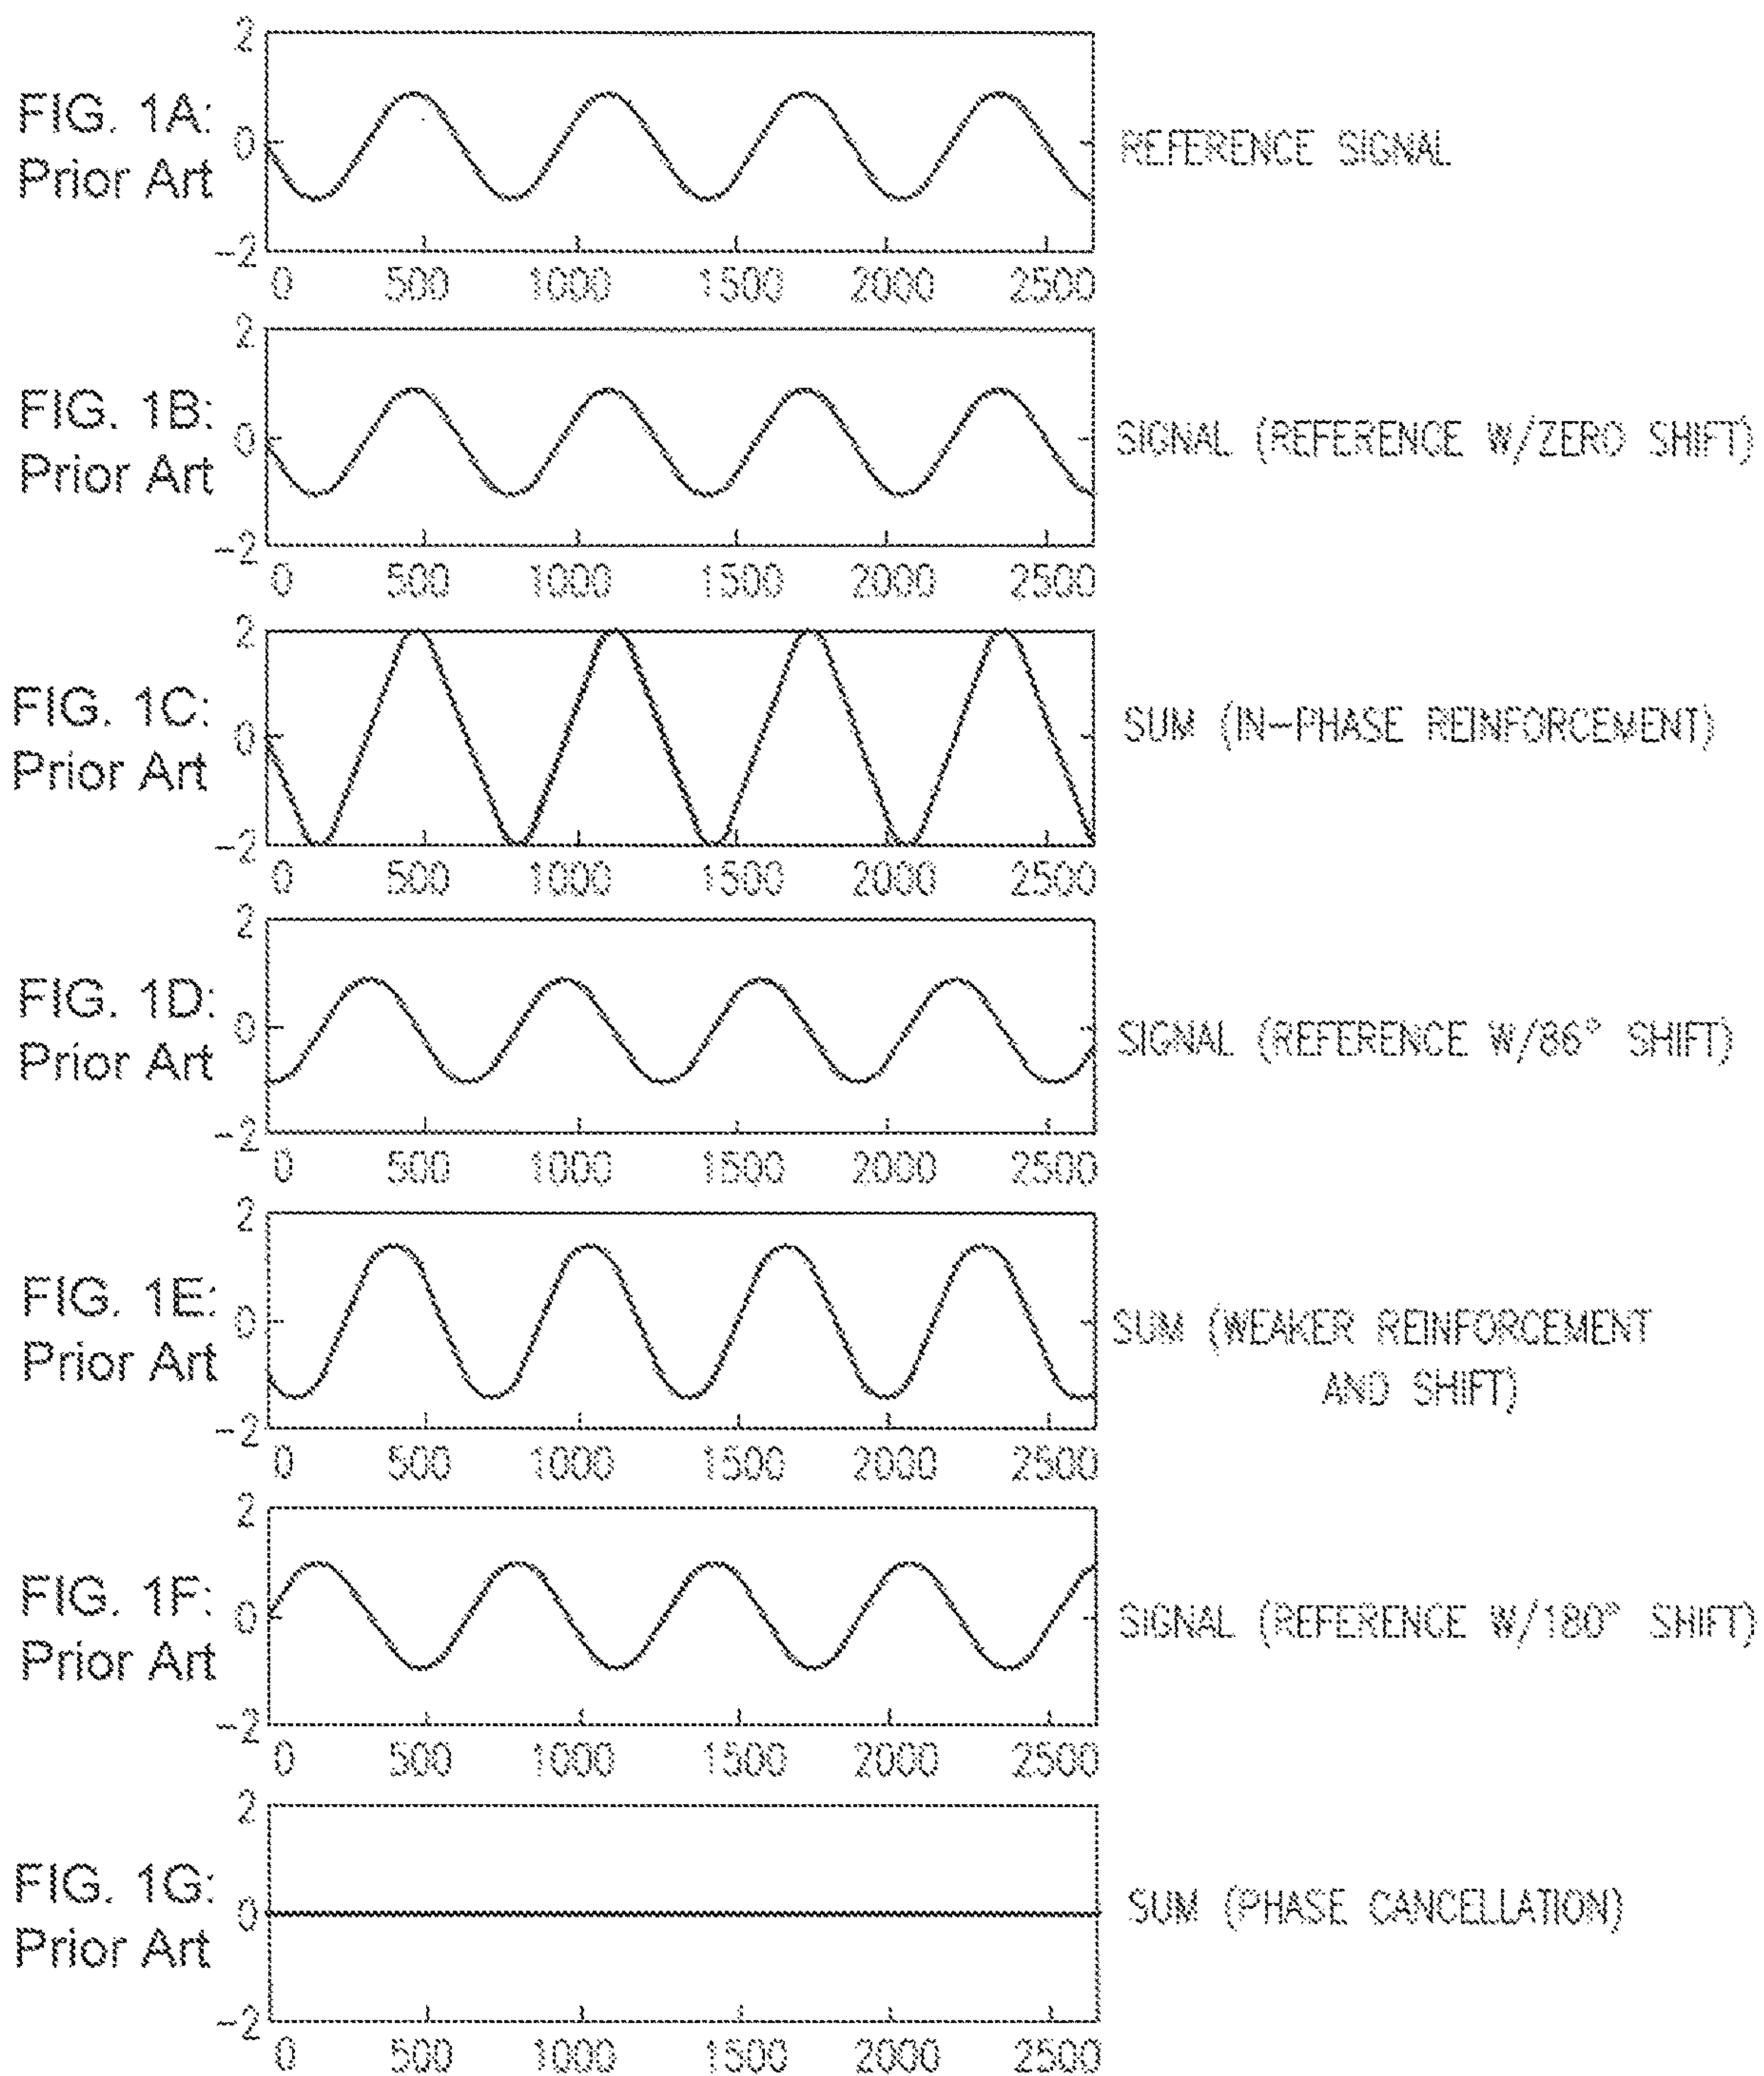 2
FIG. 1A:
Prior Art
0
REFERENCE SIGNAL
-2
0 500 1000 1500 2000 2500
2
FIG. 1B:
Prior Art
0
SIGNAL (REFERENCE W/ZERO SHIFT)
-2
0 500 1000 1500 2000 2500
2
FIG. 1C:
Prior Art
0
SUM (IN-PHASE REINFORCEMENT)
-2
0 500 1000 1500 2000 2500
2
FIG. 1D:
Prior Art
0
SIGNAL (REFERENCE W/86° SHIFT)
-2
0 500 1000 1500 2000 2500
2
FIG. 1E:
Prior Art
0
SUM (WEAKER REINFORCEMENT
AND SHIFT)
-2
0 500 1000 1500 2000 2500
2
FIG. 1F:
Prior Art
0
SIGNAL (REFERENCE W/180° SHIFT)
-2
0 500 1000 1500 2000 2500
2
FIG. 1G:
Prior Art
0
SUM (PHASE CANCELLATION)
-2
0 500 1000 1500 2000 2500